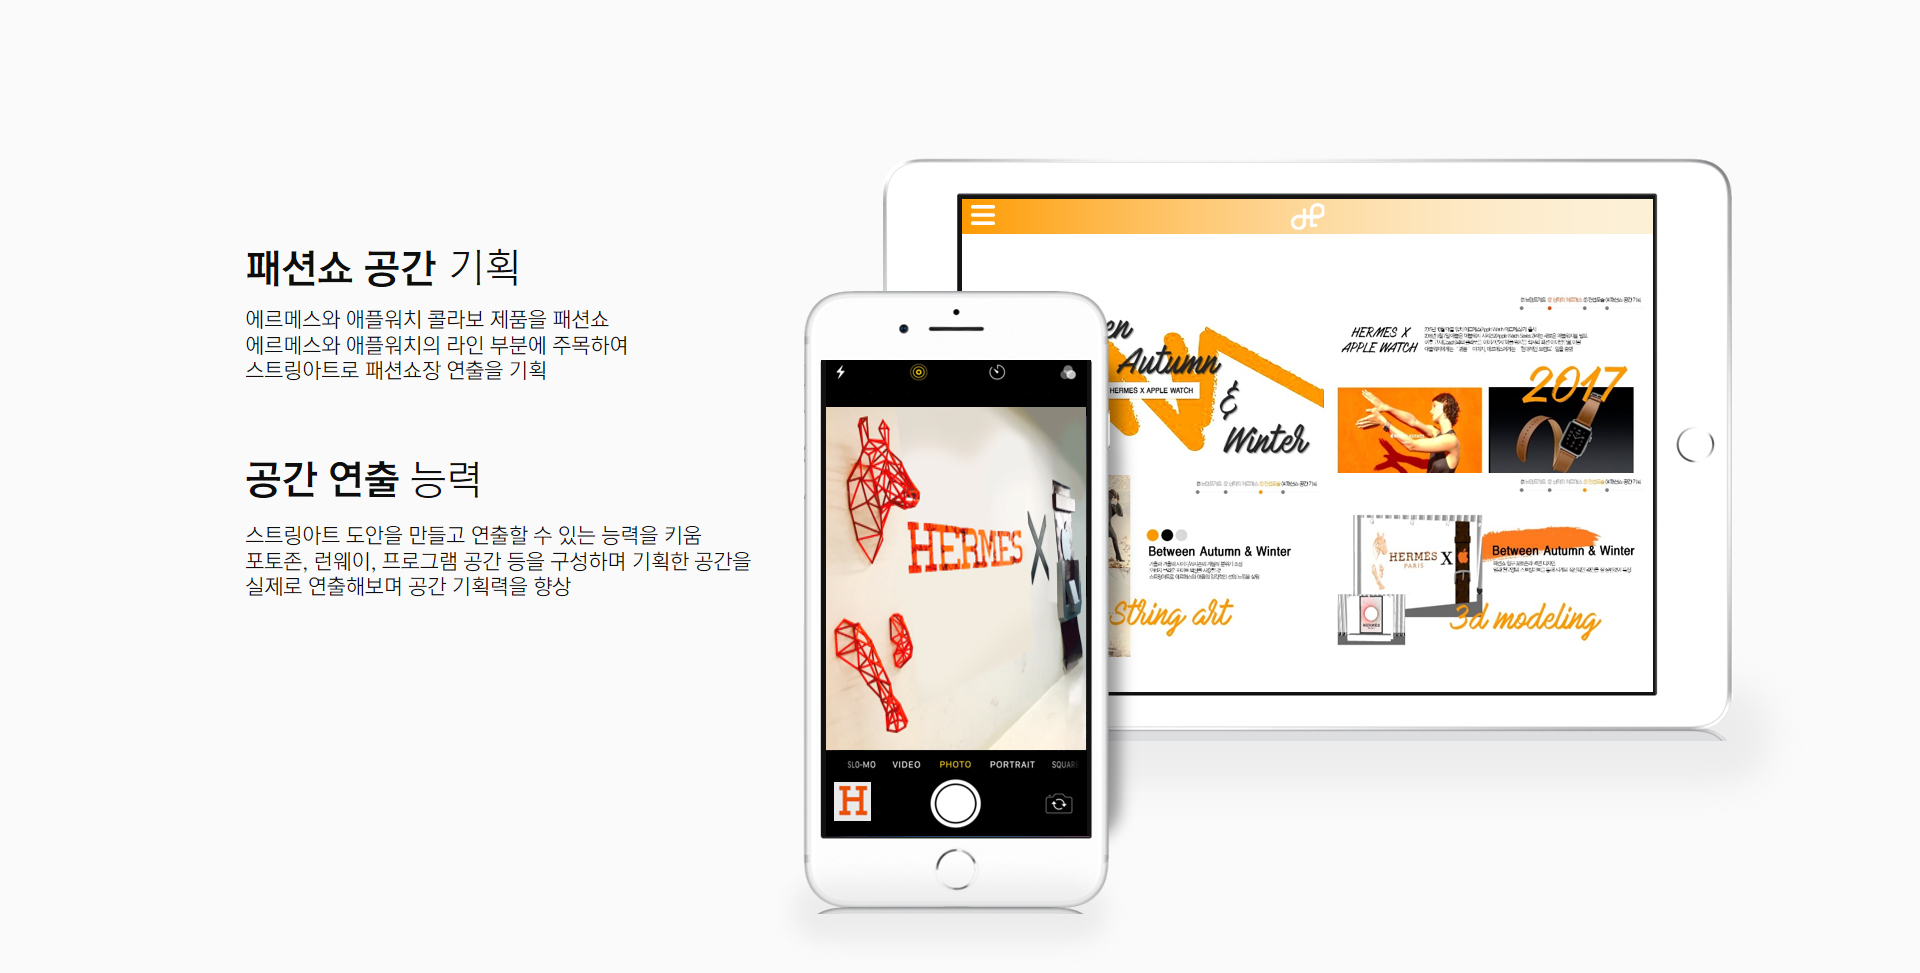 패션쇼 공간 기획
에르메스와 애플워치 콜라보 제품을 패션쇼
에르메스와 애플워치의 라인 부분에 주목하여
스트링아트로 패션쇼장 연출을 기획
공간 연출 능력
스트링아트 도안을 만들고 연출할 수 있는 능력을 키움
포토존, 런웨이, 프로그램 공간 등을 구성하며 기획한 공간을
실제로 연출해보며 공간 기획력을 향상
HERMES X
SLO-MO VIDEO PHOTO PORTRAIT SQUAR
H
en
Autumn
HERMES X APPLE WATCH
&
Winter
HERMES X
APPLE WATCH
2017
Between Autumn & Winter
String art
HERMES X
PARIS
Between Autumn & Winter
HERMES
3d modeling